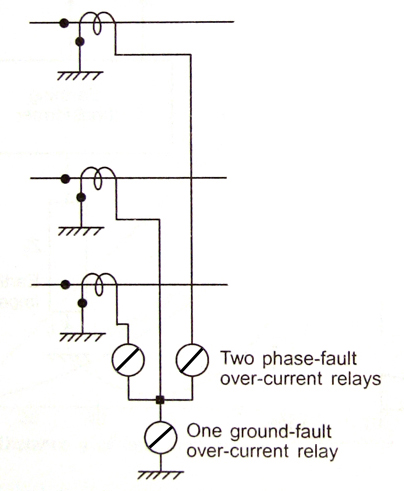 Two phase-fault
over-current relays
One ground-fault
over-current relay